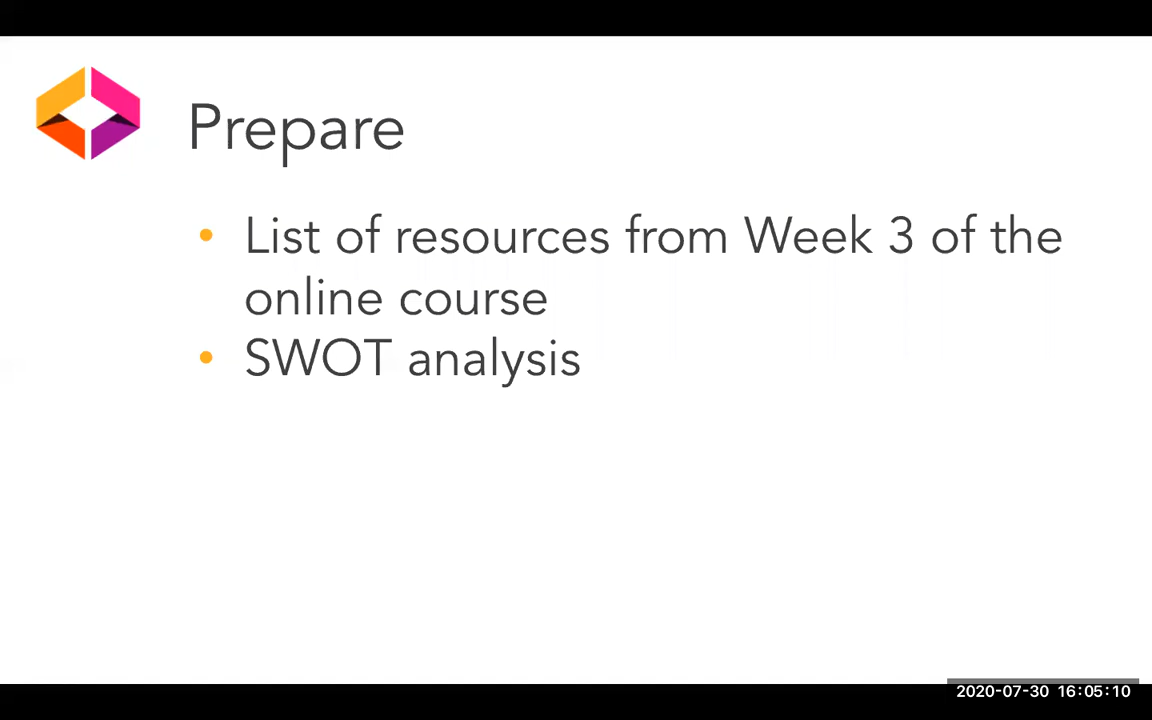 Prepare
• List of resources from Week 3 of the
online course
• SWOT analysis
2020-07-30 16:05:10